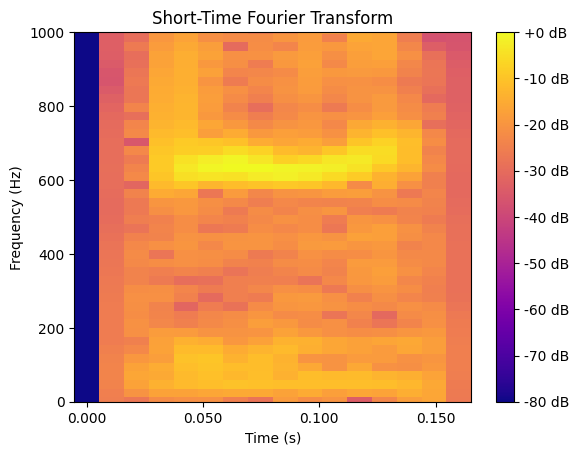 Short-Time Fourier Transform
Frequency (Hz)
1000
800
600
400
200
0
0.000
0.050
0.100
0.150
Time (s)
+0 dB
-10 dB
-20 dB
-30 dB
-40 dB
-50 dB
-60 dB
-70 dB
-80 dB